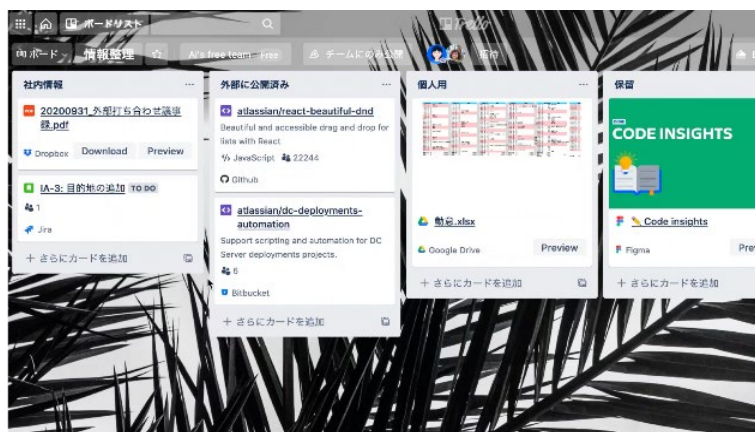 ボードリスト
Trello
ボード
情報整理
Al's free team Free
チームにのみ公開
招待
社内情報
20200931_外部打ち合わせ議事
録.pdf
Dropbox
Download
Preview
IA-3: 目的地の追加 TO DO
1
Jira
+ さらにカードを追加
外部に公開済み
atlassian/react-beautiful-dnd
Beautiful and accessible drag and drop for
lists with React
JavaScript 22244
Github
atlassian/dc-deployments-
automation
Support scripting and automation for DC
Server deployments projects.
6
Bitbucket
+ さらにカードを追加
個人用
勤怠.xlsx
Google Drive
Preview
+ さらにカードを追加
保留
CODE INSIGHTS
Code insights
Figma
+ さらにカードを追加